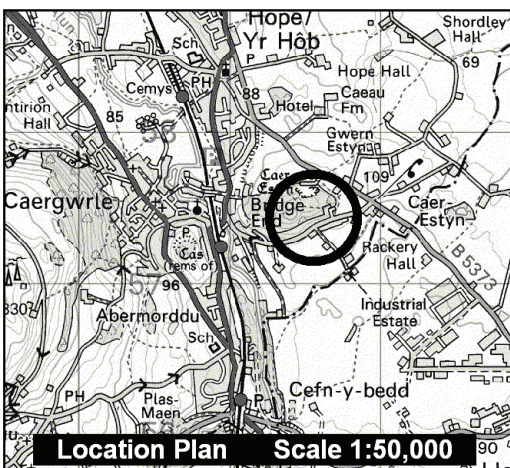 Hope/
Yr Hôb
Shordley
Hall
Sch
P
69
PH
Cemys
Hope Hall
88
Caeau
Fm
Hotel
ntirion
Hall
85
Gwern
Estyn
Caer
109
Caergwrle
Bridge
End
Caer-
Estyn
P
Cas
(rems of)
Rackery
Hall
B 5373
96
330
Industrial
Estate
Abermorddu
Sch
PH
Plas-
Maen
Cefn-y-bedd
P
90
Location Plan Scale 1:50,000